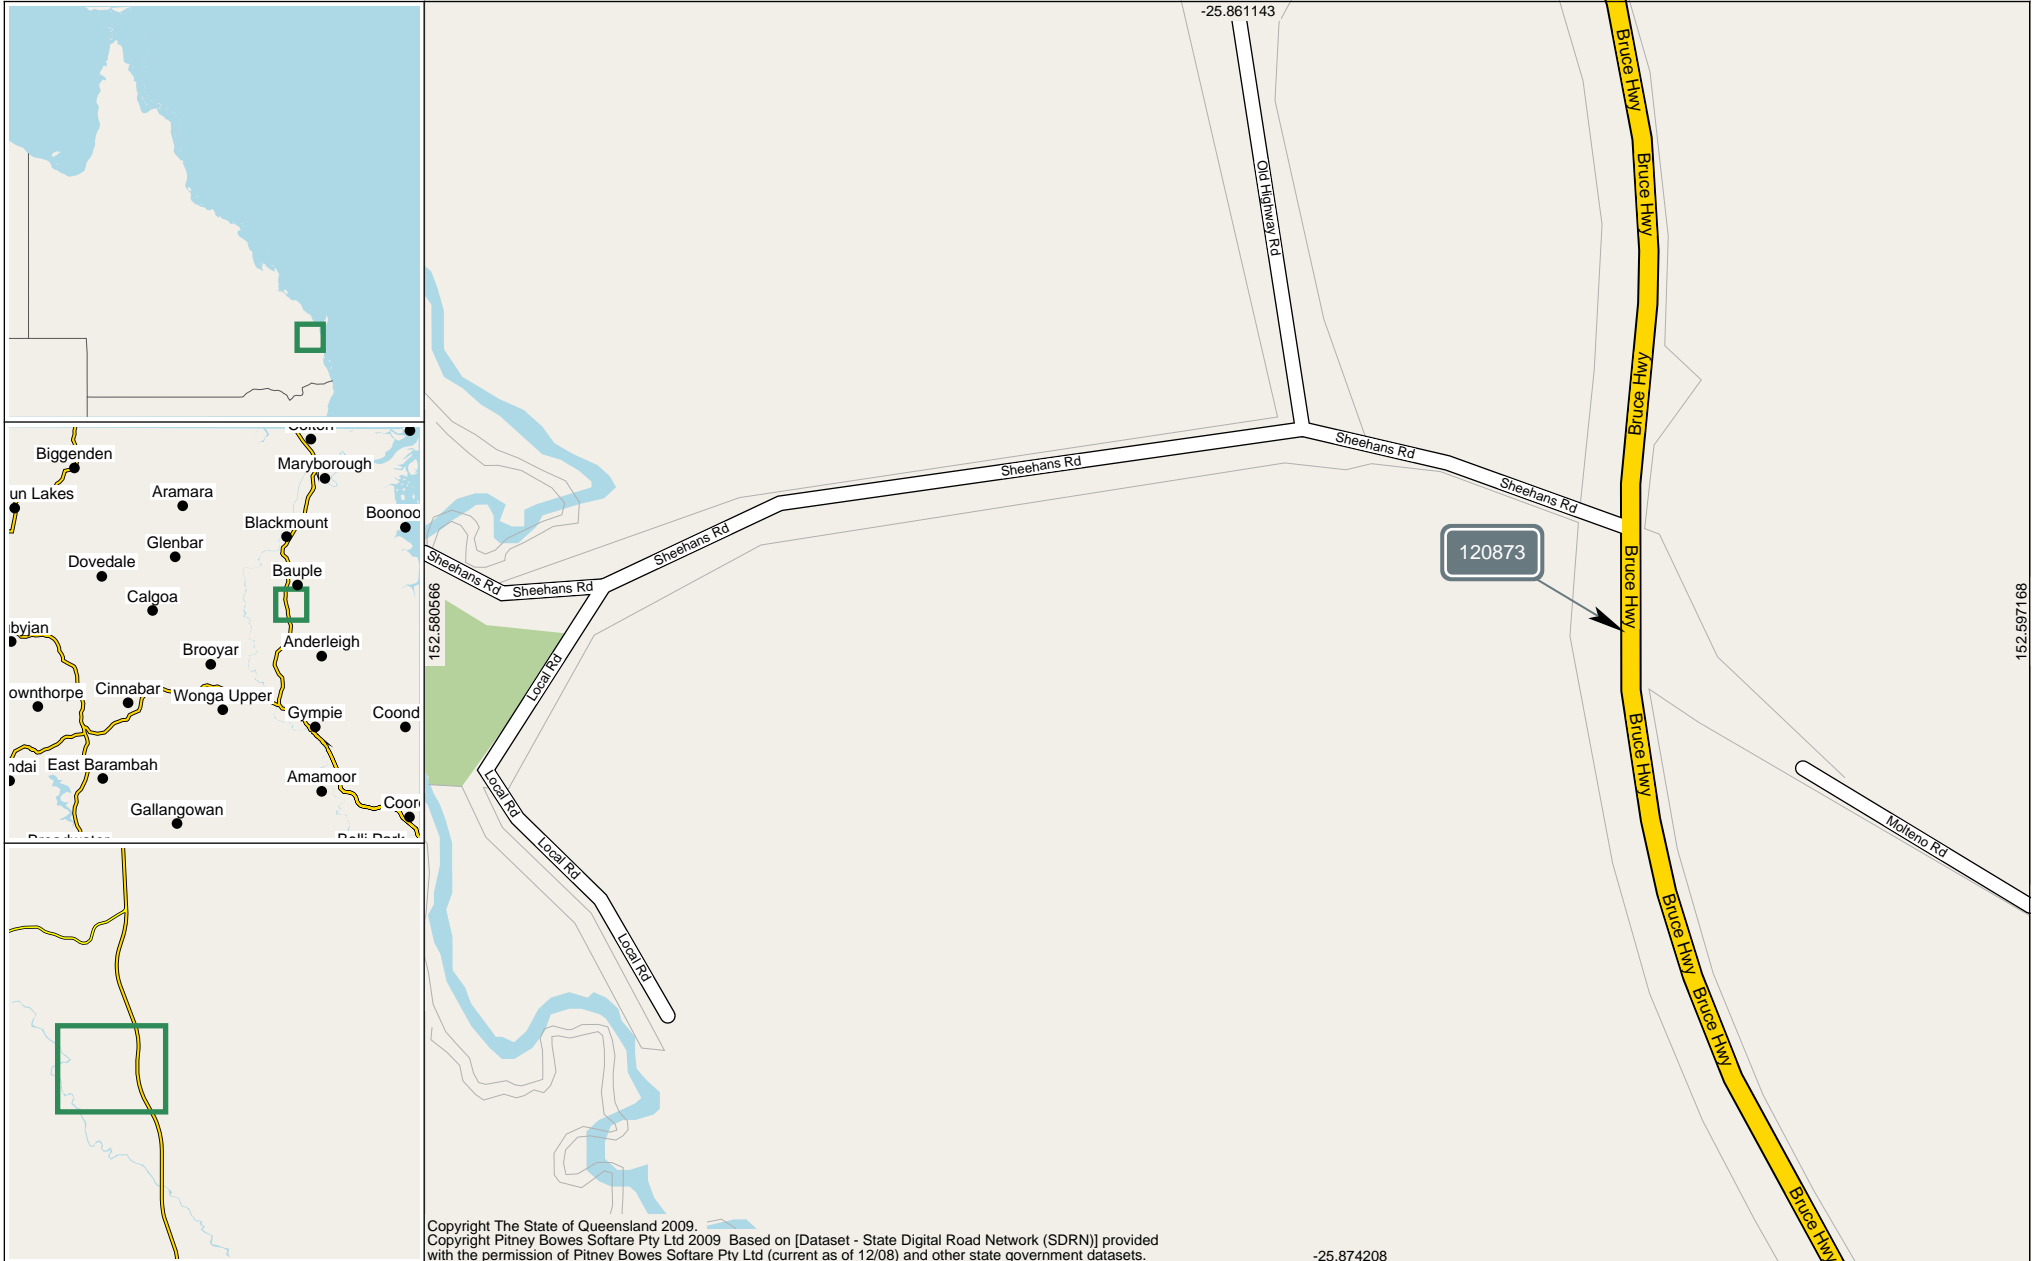 -25.861143
Bruce Hwy
Bruce Hwy
Old Highway Rd
Bruce Hwy
Sheehans Rd
Sheehans Rd
Sheehans Rd
Sheehans Rd
Sheehans Rd
Sheehans Rd
120873
Bruce Hwy
152.580566
152.597168
Local Rd
Bruce Hwy
Local Rd
Local Rd
Molteno Rd
Local Rd
Bruce Hwy
Bruce Hwy
Bruce Hwy
Biggenden
Maryborough
un Lakes
Aramara
Boonoo
Blackmount
Glenbar
Dovedale
Bauple
Calgoa
byjan
Brooyar
Anderleigh
ownthorpe
Cinnabar
Wonga Upper
Gympie
Coond
ndai
East Barambah
Amamoor
Gallangowan
Coor
Copyright The State of Queensland 2009.
Copyright Pitney Bowes Softare Pty Ltd 2009 Based on [Dataset - State Digital Road Network (SDRN)] provided
with the permission of Pitney Bowes Softare Pty Ltd (current as of 12/08) and other state government datasets.
-25.874208